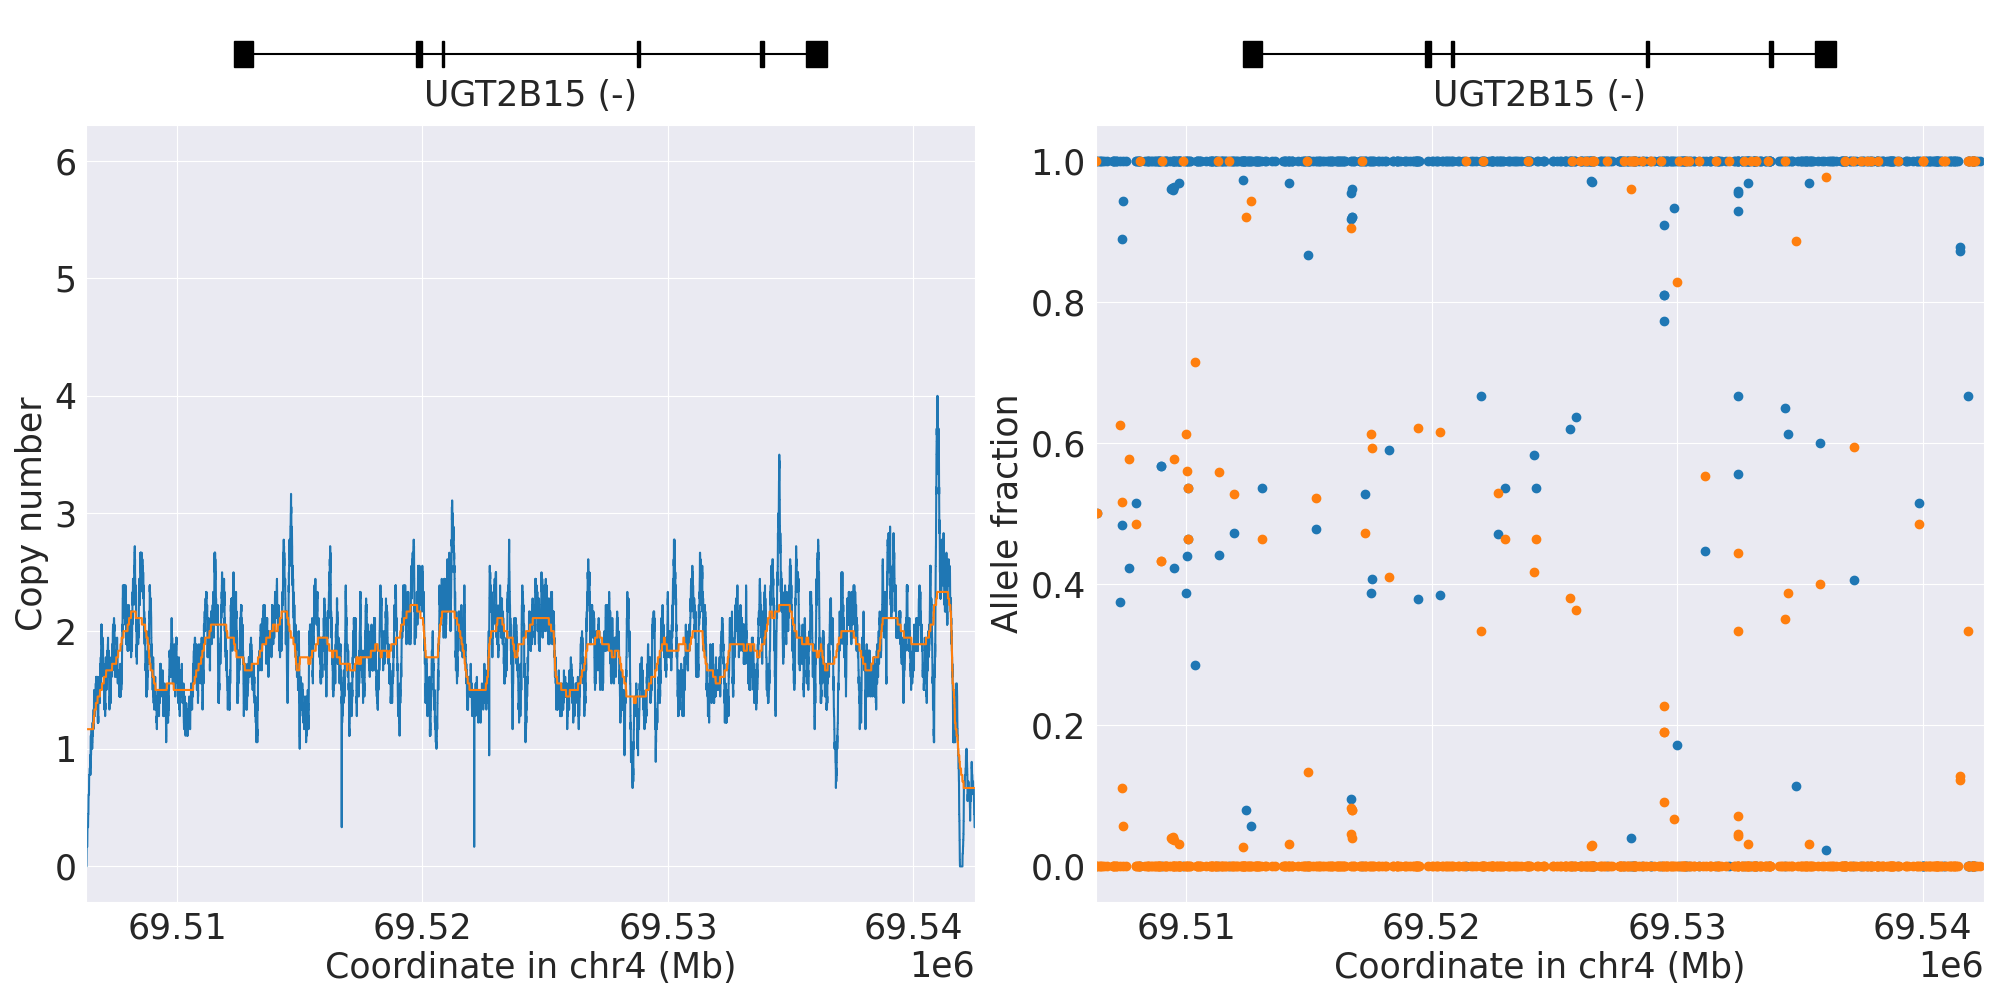 UGT2B15 (-)
UGT2B15 (-)
Copy number
6
5
4
3
2
1
0
69.51
69.52
69.53
69.54
Coordinate in chr4 (Mb)
1e6
Allele fraction
1.0
0.8
0.6
0.4
0.2
0.0
69.51
69.52
69.53
69.54
Coordinate in chr4 (Mb)
1e6